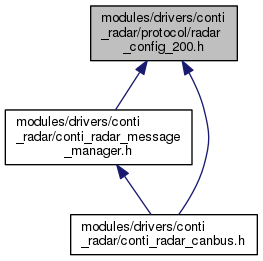 modules/drivers/conti
_radar/protocol/radar
_config_200.h
modules/drivers/conti
_radar/conti_radar_message
_manager.h
modules/drivers/conti
_radar/conti_radar_canbus.h